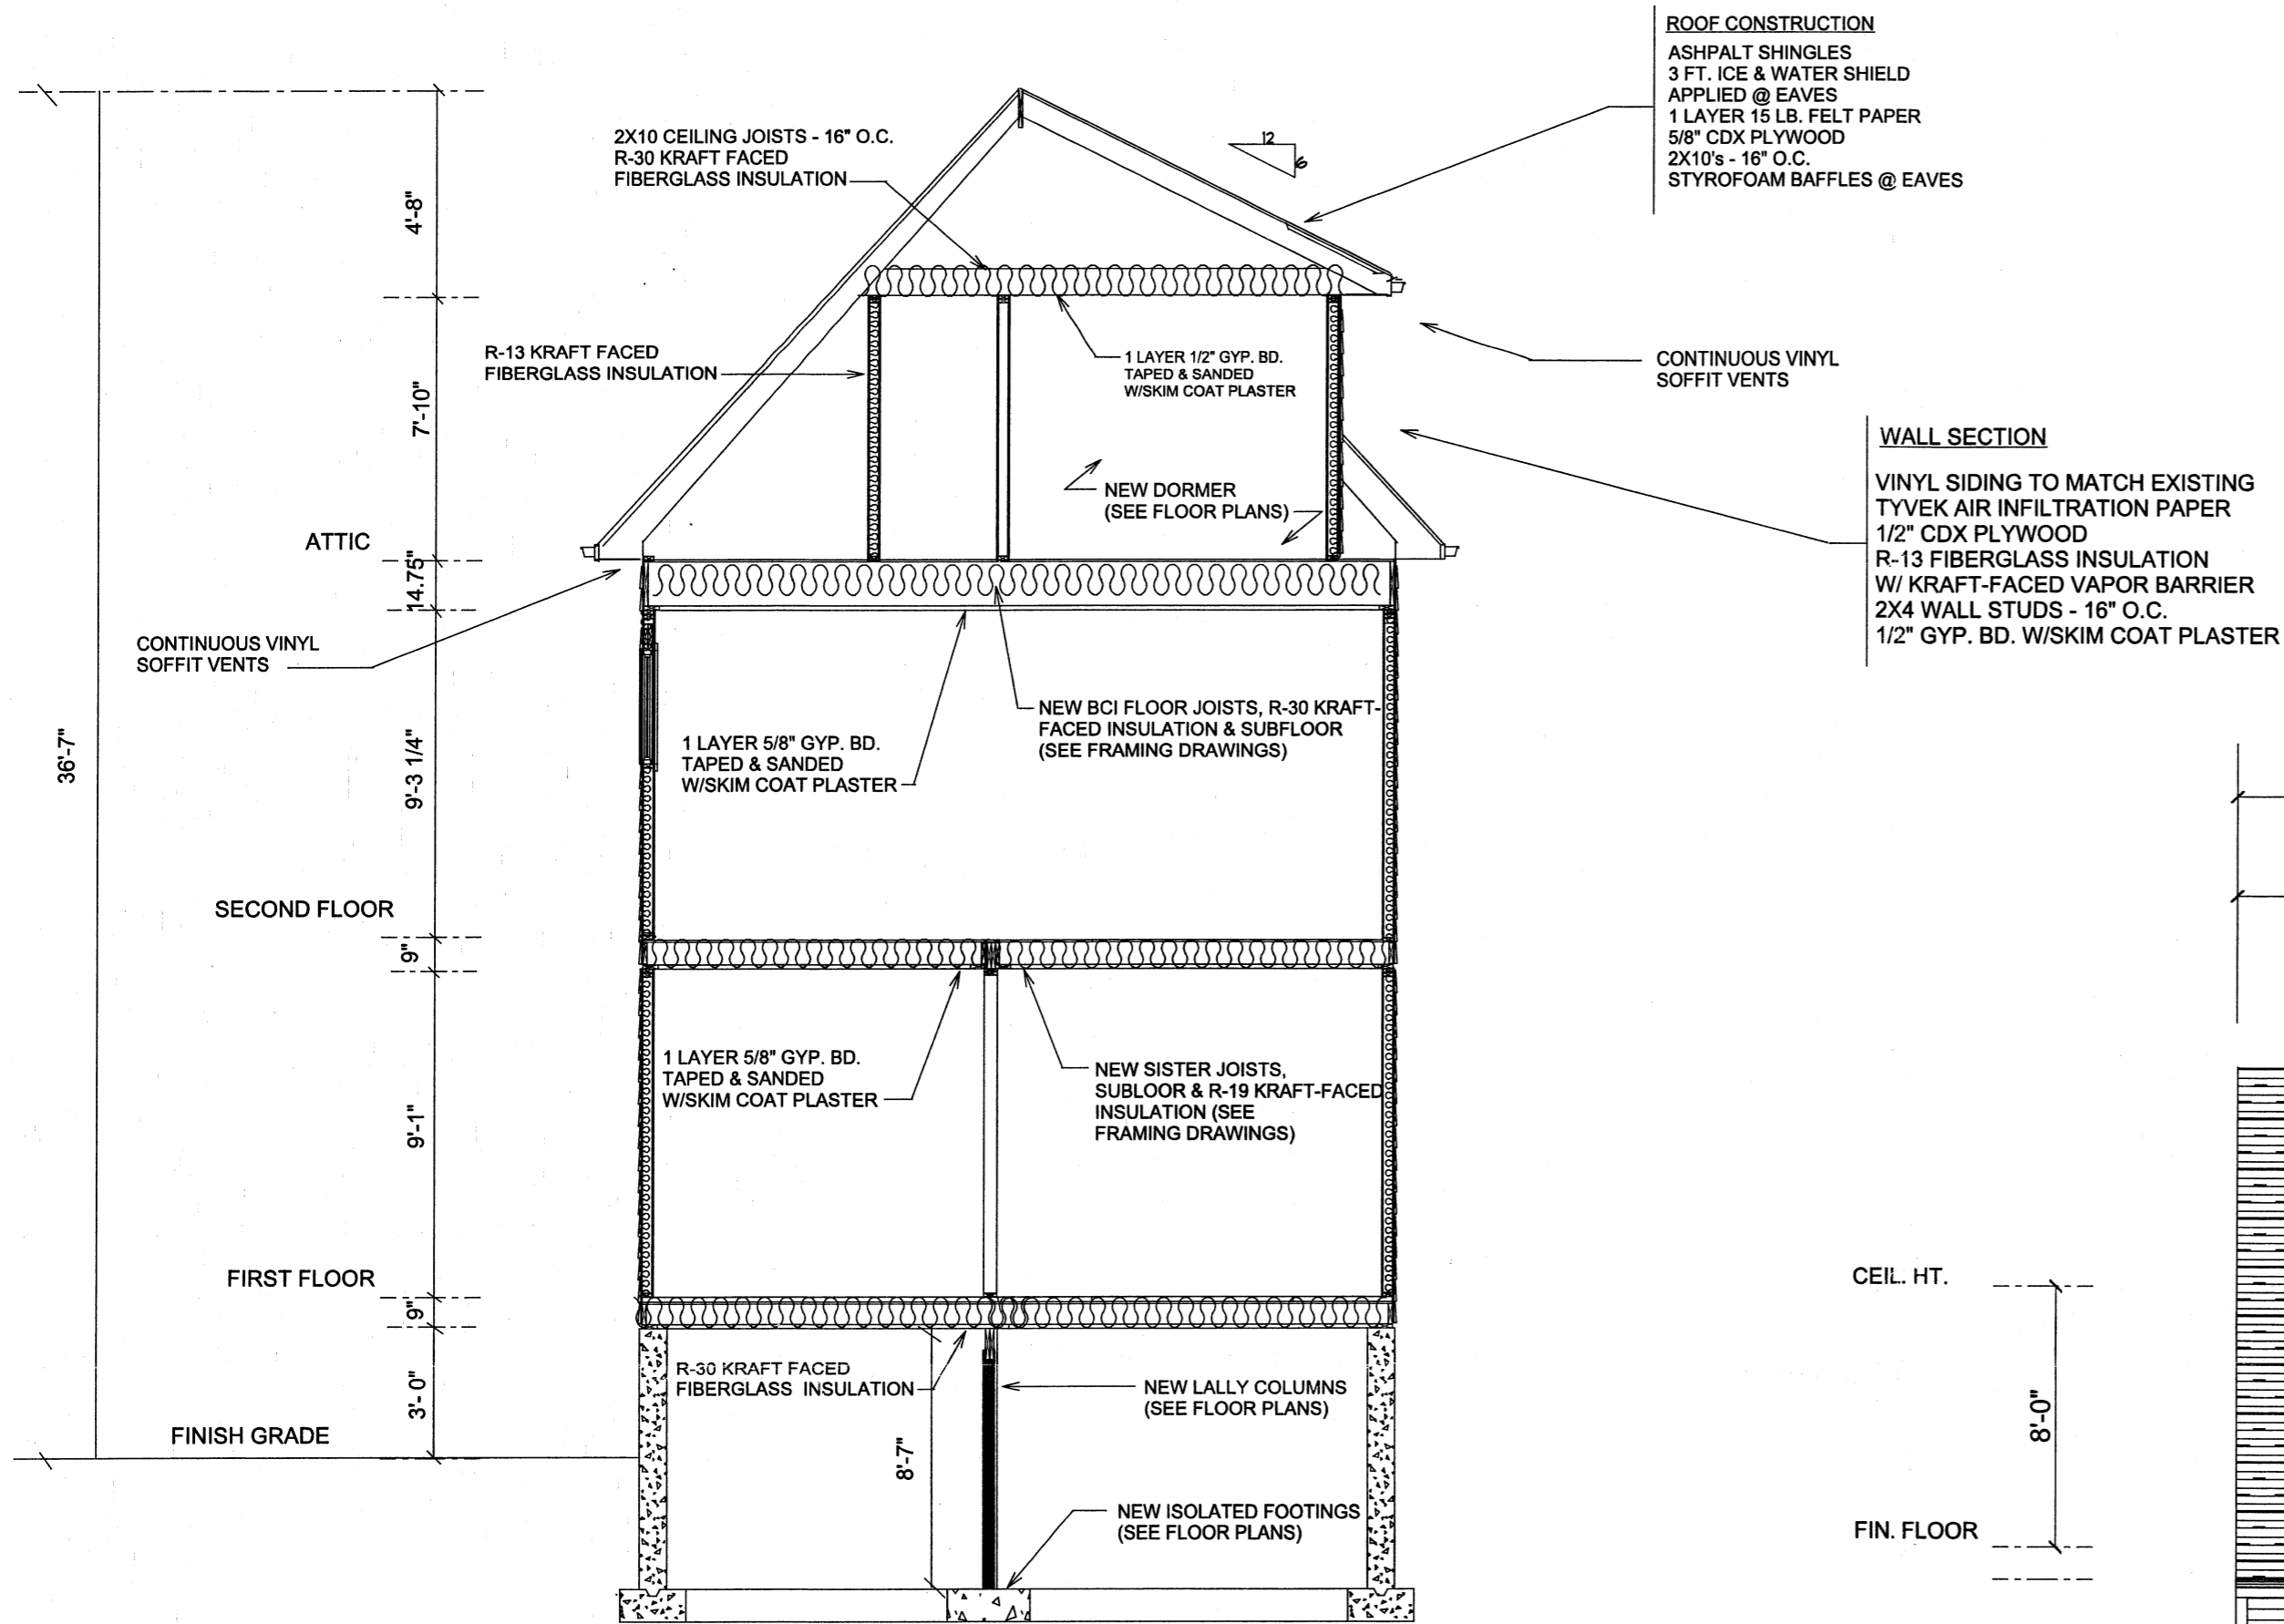 ROOF CONSTRUCTION
ASHPALT SHINGLES
3 FT. ICE & WATER SHIELD
APPLIED @ EAVES
1 LAYER 15 LB. FELT PAPER
5/8" CDX PLYWOOD
2X10's - 16" O.C.
STYROFOAM BAFFLES @ EAVES
2X10 CEILING JOISTS - 16" O.C.
R-30 KRAFT FACED
FIBERGLASS INSULATION
12
6
4'-8"
R-13 KRAFT FACED
FIBERGLASS INSULATION
1 LAYER 1/2" GYP. BD.
TAPED & SANDED
W/SKIM COAT PLASTER
CONTINUOUS VINYL
SOFFIT VENTS
7'-10"
WALL SECTION
VINYL SIDING TO MATCH EXISTING
TYVEK AIR INFILTRATION PAPER
1/2" CDX PLYWOOD
R-13 FIBERGLASS INSULATION
W/ KRAFT-FACED VAPOR BARRIER
2X4 WALL STUDS - 16" O.C.
1/2" GYP. BD. W/SKIM COAT PLASTER
NEW DORMER
(SEE FLOOR PLANS)
ATTIC
14.75"
CONTINUOUS VINYL
SOFFIT VENTS
NEW BCI FLOOR JOISTS, R-30 KRAFT-
FACED INSULATION & SUBFLOOR
(SEE FRAMING DRAWINGS)
1 LAYER 5/8" GYP. BD.
TAPED & SANDED
W/SKIM COAT PLASTER
36'-7"
9'-3 1/4"
SECOND FLOOR
9"
1 LAYER 5/8" GYP. BD.
TAPED & SANDED
W/SKIM COAT PLASTER
NEW SISTER JOISTS,
SUBLOOR & R-19 KRAFT-FACED
INSULATION (SEE
FRAMING DRAWINGS)
9'-1"
FIRST FLOOR
9"
CEIL. HT.
R-30 KRAFT FACED
FIBERGLASS INSULATION
NEW LALLY COLUMNS
(SEE FLOOR PLANS)
3'- 0"
FINISH GRADE
8'-7"
8'-0"
NEW ISOLATED FOOTINGS
(SEE FLOOR PLANS)
FIN. FLOOR